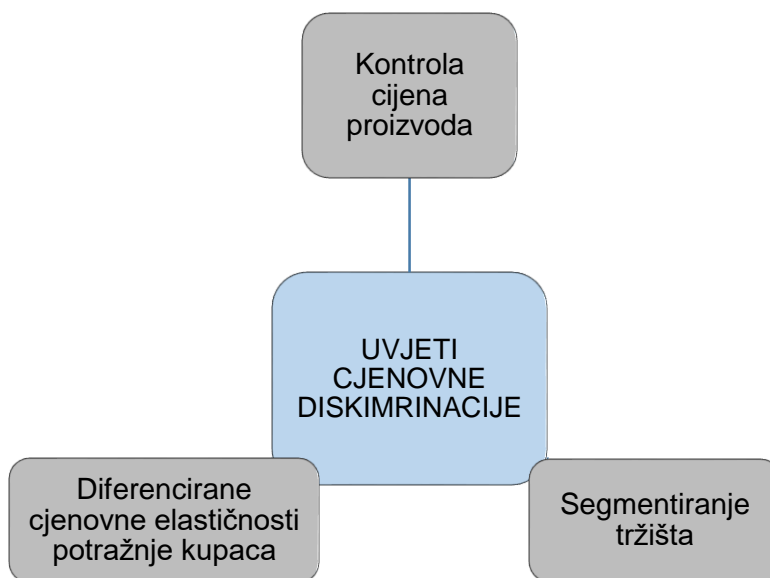 Kontrola
cijena
proizvoda
UVJETI
CJENOVNE
DISKIMRINACIJE
Diferencirane
cjenovne elastičnosti
potražnje kupaca
Segmentiranje
tržišta